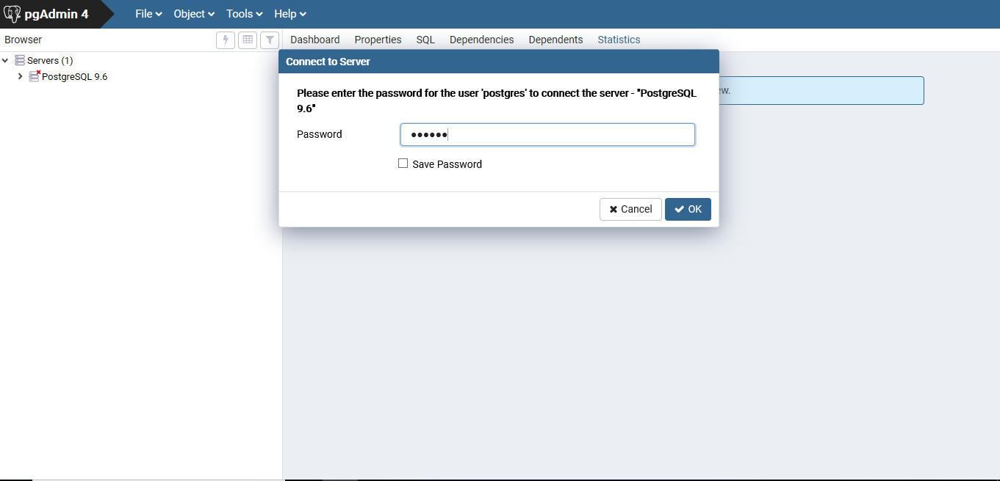 pgAdmin 4
File Object Tools Help
Browser
Dashboard Properties SQL Dependencies Dependents Statistics
Servers (1)
PostgreSQL 9.6
Connect to Server
Please enter the password for the user 'postgres' to connect the server - "PostgreSQL
9.6"
Password ••••••
Save Password
Cancel OK